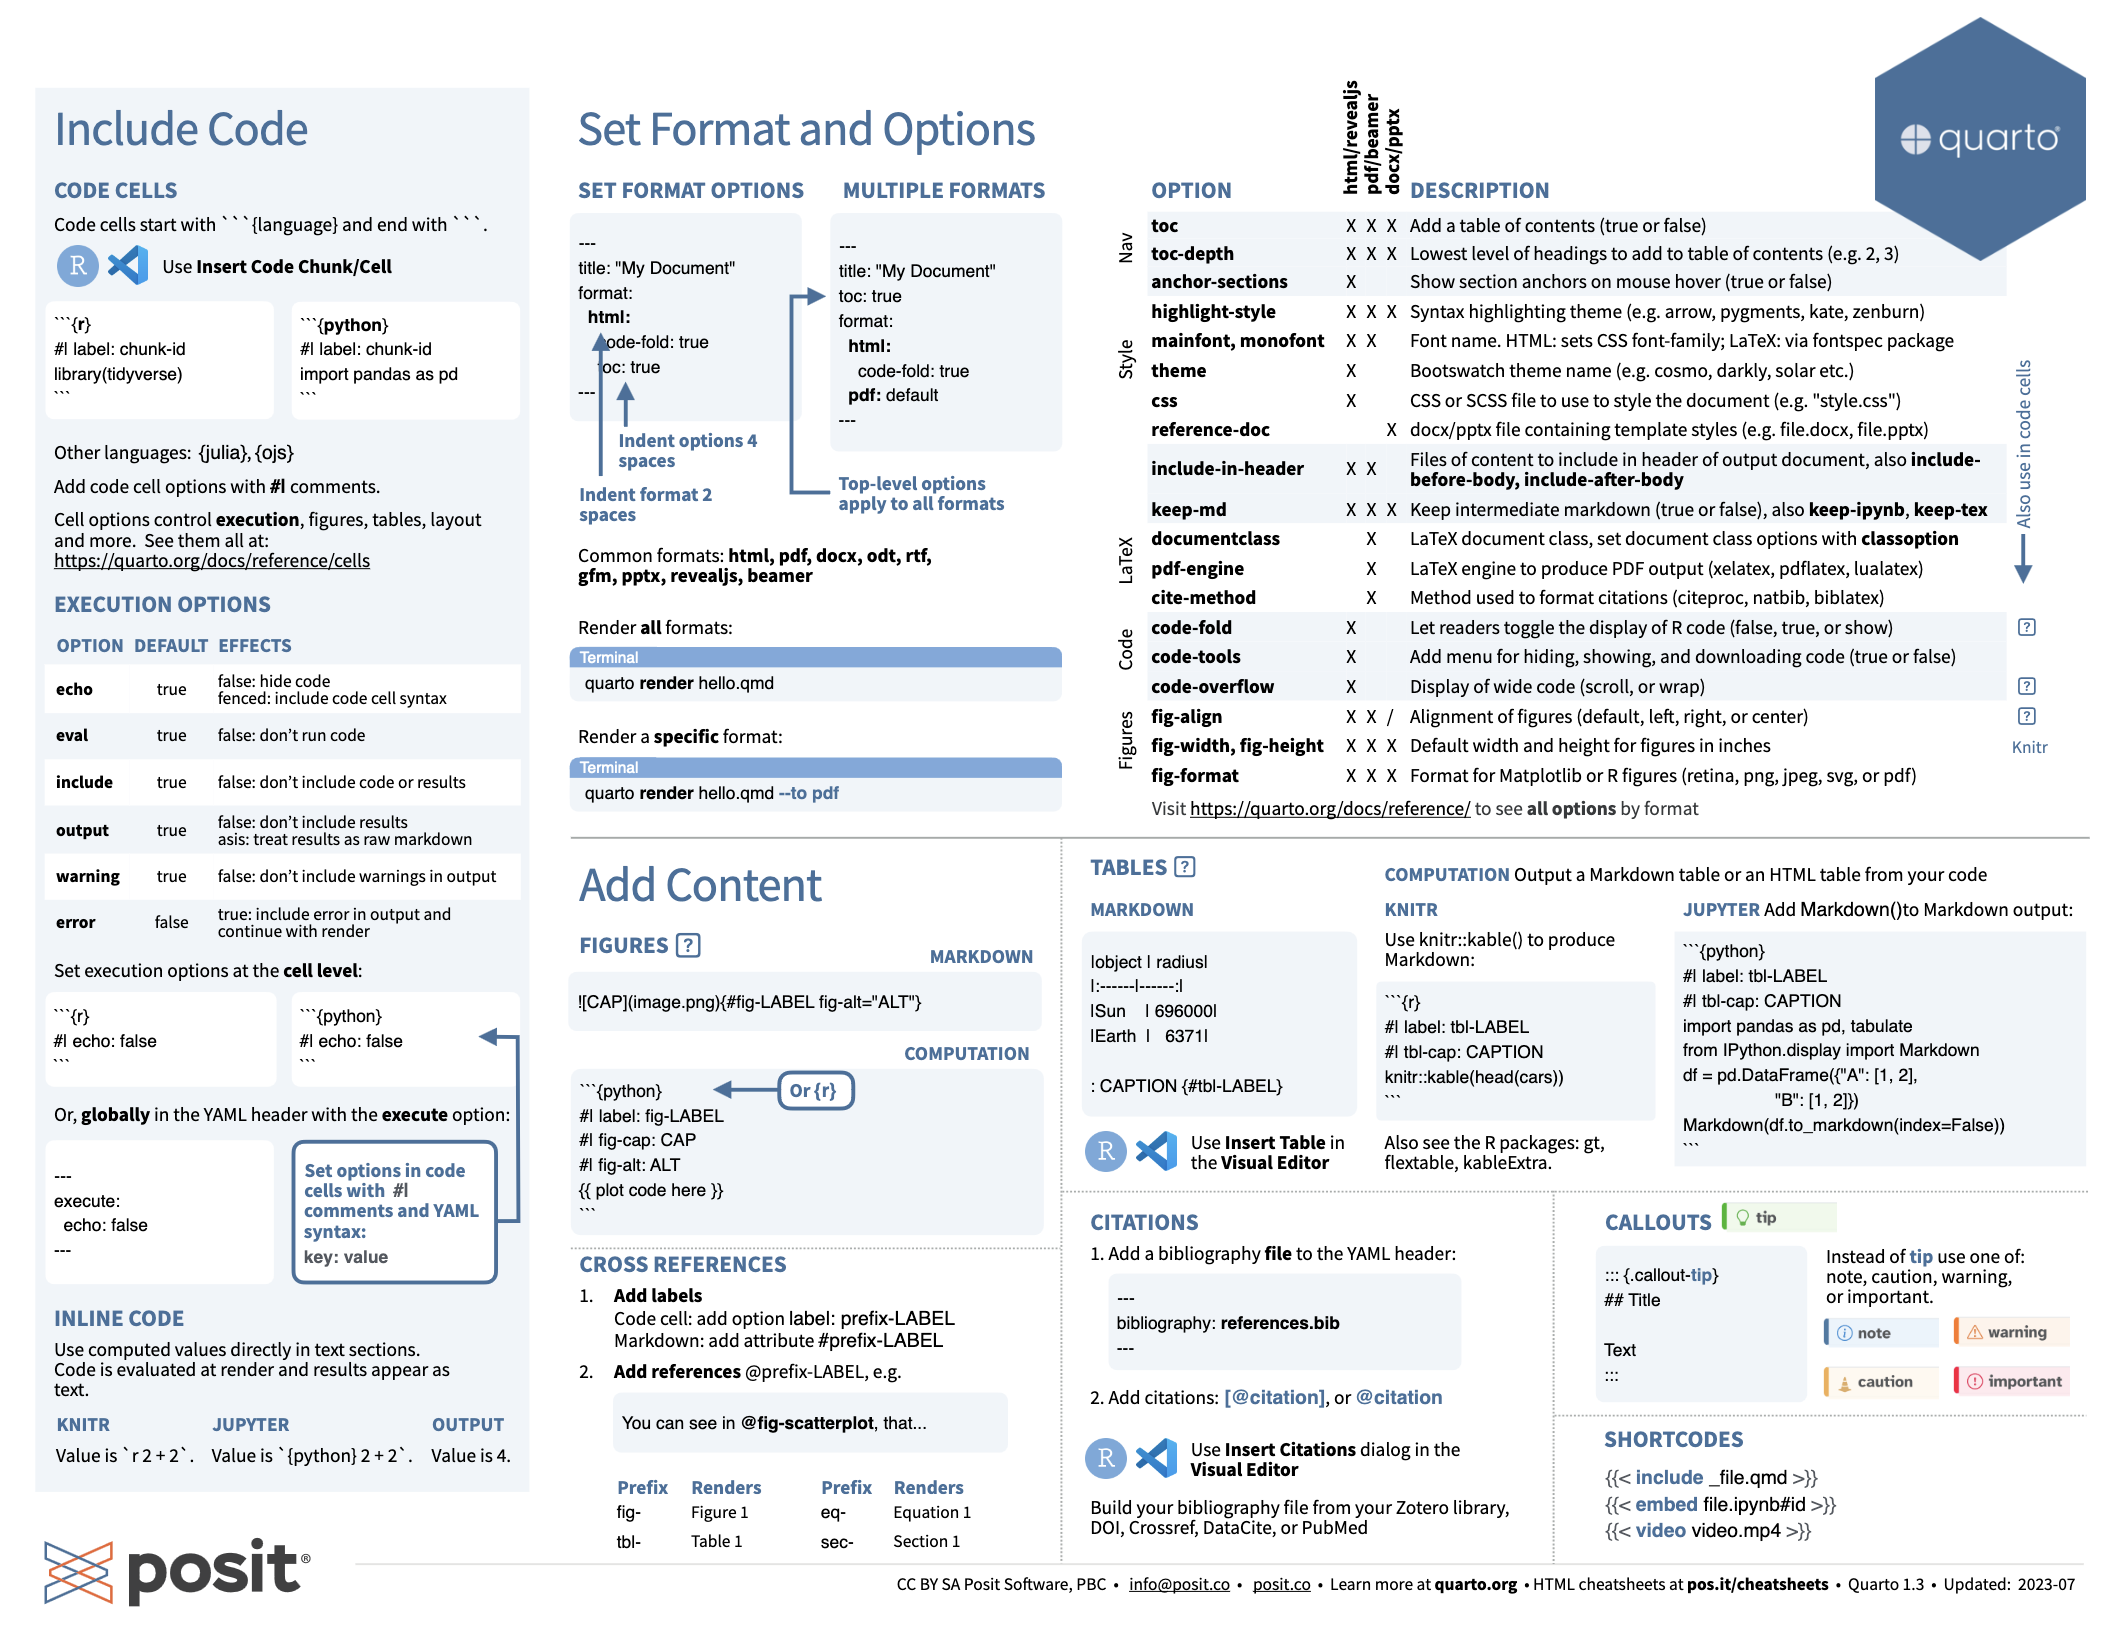 Include Code
CODE CELLS
Code cells start with ```{language} and end with ```.
R
Use Insert Code Chunk/Cell
```{r}
#| label: chunk-id
library(tidyverse)
```
```{python}
#| label: chunk-id
import pandas as pd
```
Other languages: {julia}, {ojs}
Add code cell options with #| comments.
Cell options control execution, figures, tables, layout
and more. See them all at:
https://quarto.org/docs/reference/cells
EXECUTION OPTIONS
OPTION DEFAULT EFFECTS
echo true false: hide code
fenced: include code cell syntax
eval true false: don’t run code
include true false: don’t include code or results
output true false: don’t include results
asis: treat results as raw markdown
warning true false: don’t include warnings in output
error false true: include error in output and
continue with render
Set execution options at the cell level:
```{r}
#| echo: false
```
```{python}
#| echo: false
```
Or, globally in the YAML header with the execute option:
---
execute:
  echo: false
---
Set options in code
cells with #|
comments and YAML
syntax:
key: value
INLINE CODE
Use computed values directly in text sections.
Code is evaluated at render and results appear as
text.
KNITR JUPYTER OUTPUT
Value is `r 2 + 2`. Value is `{python} 2 + 2`. Value is 4.
Set Format and Options
SET FORMAT OPTIONS
---
title: "My Document"
format:
  html:
    code-fold: true
    toc: true
---
Indent options 4
spaces
Indent format 2
spaces
MULTIPLE FORMATS
---
title: "My Document"
toc: true
format:
  html:
    code-fold: true
  pdf: default
---
Top-level options
apply to all formats
Common formats: html, pdf, docx, odt, rtf,
gfm, pptx, revealjs, beamer
Render all formats:
Terminal
quarto render hello.qmd
Render a specific format:
Terminal
quarto render hello.qmd --to pdf
quarto
OPTION html/revealjs pdf/beamer docx/pptx DESCRIPTION
Nav
toc X X X Add a table of contents (true or false)
toc-depth X X X Lowest level of headings to add to table of contents (e.g. 2, 3)
anchor-sections X Show section anchors on mouse hover (true or false)
Style
highlight-style X X X Syntax highlighting theme (e.g. arrow, pygments, kate, zenburn)
mainfont, monofont X X Font name. HTML: sets CSS font-family; LaTeX: via fontspec package
theme X Bootswatch theme name (e.g. cosmo, darkly, solar etc.)
css X CSS or SCSS file to use to style the document (e.g. "style.css")
reference-doc X docx/pptx file containing template styles (e.g. file.docx, file.pptx)
include-in-header X X Files of content to include in header of output document, also include-
before-body, include-after-body
keep-md X X X Keep intermediate markdown (true or false), also keep-ipynb, keep-tex
LaTeX
documentclass X LaTeX document class, set document class options with classoption
pdf-engine X LaTeX engine to produce PDF output (xelatex, pdflatex, lualatex)
cite-method X Method used to format citations (citeproc, natbib, biblatex)
Code
code-fold X Let readers toggle the display of R code (false, true, or show) ?
code-tools X Add menu for hiding, showing, and downloading code (true or false)
code-overflow X Display of wide code (scroll, or wrap) ?
Figures
fig-align X X / Alignment of figures (default, left, right, or center) ?
fig-width, fig-height X X X Default width and height for figures in inches Knitr
fig-format X X X Format for Matplotlib or R figures (retina, png, jpeg, svg, or pdf)
Also use in code cells
Visit https://quarto.org/docs/reference/ to see all options by format
Add Content
FIGURES ?
MARKDOWN
![CAP](image.png){#fig-LABEL fig-alt="ALT"}
COMPUTATION
```{python}
Or {r}
#| label: fig-LABEL
#| fig-cap: CAP
#| fig-alt: ALT
{{ plot code here }}
```
CROSS REFERENCES
1. Add labels
Code cell: add option label: prefix-LABEL
Markdown: add attribute #prefix-LABEL
2. Add references @prefix-LABEL, e.g.
You can see in @fig-scatterplot, that...
Prefix Renders Prefix Renders
fig- Figure 1 eq- Equation 1
tbl- Table 1 sec- Section 1
TABLES ?
MARKDOWN
|object | radius|
|:------|------:|
|Sun    | 696000|
|Earth  |   6371|
: CAPTION {#tbl-LABEL}
R
Use Insert Table in
the Visual Editor
COMPUTATION Output a Markdown table or an HTML table from your code
KNITR
Use knitr::kable() to produce
Markdown:
```{r}
#| label: tbl-LABEL
#| tbl-cap: CAPTION
knitr::kable(head(cars))
```
Also see the R packages: gt,
flextable, kableExtra.
JUPYTER Add Markdown()to Markdown output:
```{python}
#| label: tbl-LABEL
#| tbl-cap: CAPTION
import pandas as pd, tabulate
from IPython.display import Markdown
df = pd.DataFrame({"A": [1, 2],
"B": [1, 2]})
Markdown(df.to_markdown(index=False))
```
CITATIONS
1. Add a bibliography file to the YAML header:
---
bibliography: references.bib
---
2. Add citations: [@citation], or @citation
R
Use Insert Citations dialog in the
Visual Editor
Build your bibliography file from your Zotero library,
DOI, Crossref, DataCite, or PubMed
CALLOUTS
tip
::: {.callout-tip}
## Title
Text
:::
Instead of tip use one of:
note, caution, warning,
or important.
note warning
caution important
SHORTCODES
{{< include _file.qmd >}}
{{< embed file.ipynb#id >}}
{{< video video.mp4 >}}
posit®
CC BY SA Posit Software, PBC • info@posit.co • posit.co • Learn more at quarto.org • HTML cheatsheets at pos.it/cheatsheets • Quarto 1.3 • Updated: 2023-07